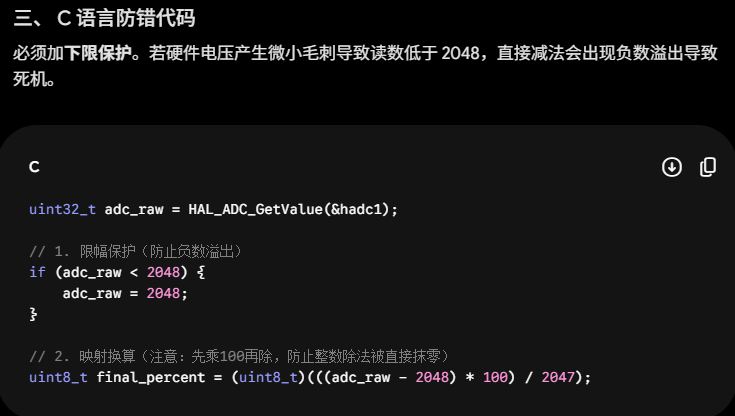 三、 C 语言防错代码
必须加下限保护。若硬件电压产生微小毛刺导致读数低于 2048，直接减法会出现负数溢出导致
死机。
C
uint32_t adc_raw = HAL_ADC_GetValue(&hadc1);
// 1. 限幅保护（防止负数溢出）
if (adc_raw < 2048) {
    adc_raw = 2048;
}
// 2. 映射换算（注意：先乘100再除，防止整数除法被直接抹零）
uint8_t final_percent = (uint8_t)(((adc_raw - 2048) * 100) / 2047);